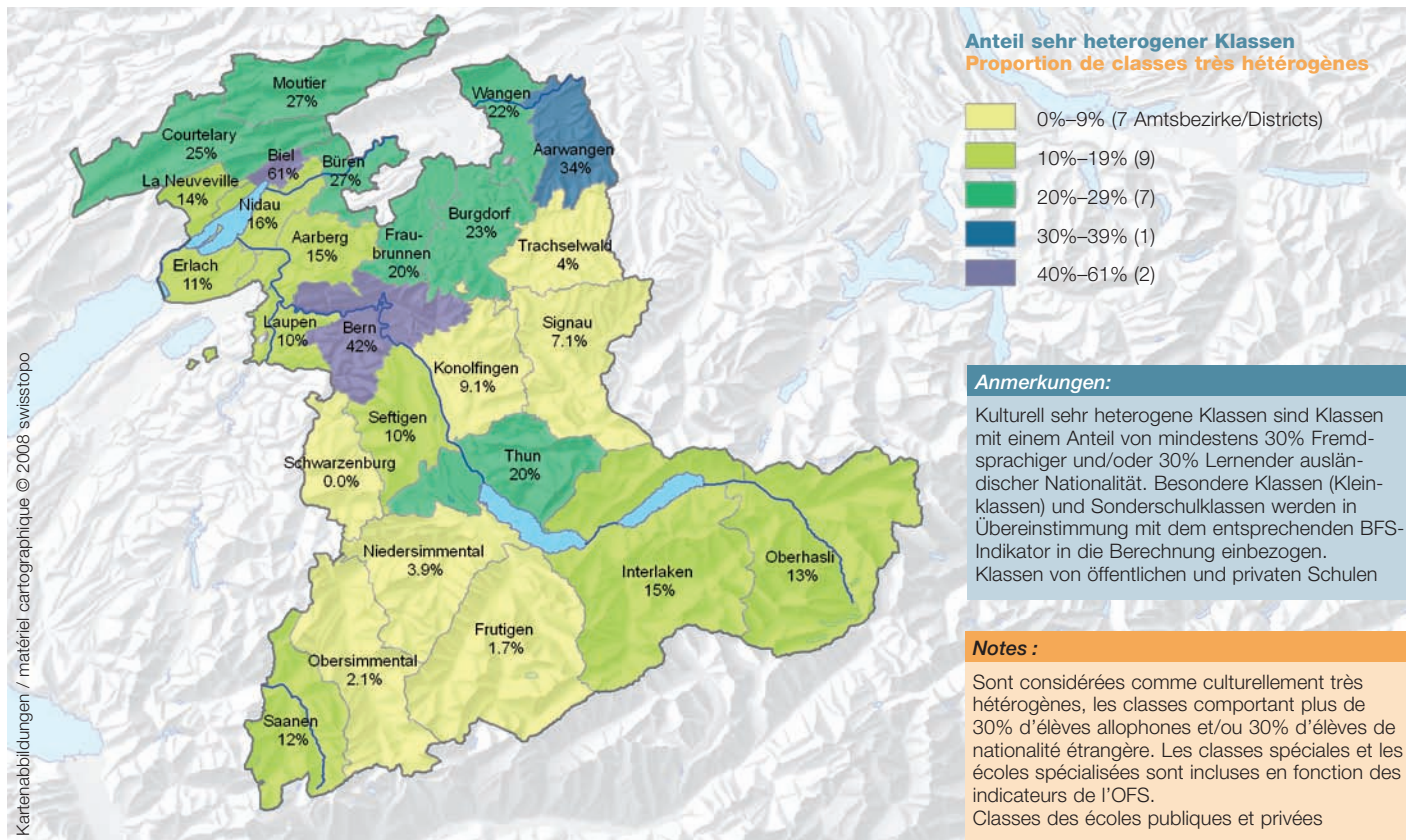 Anteil sehr heterogener Klassen
Proportion de classes très hétérogènes
0%–9% (7 Amtsbezirke/Districts)
10%–19% (9)
20%–29% (7)
30%–39% (1)
40%–61% (2)
Moutier
27%
Courtelary
25%
Biel
61%
Büren
27%
La Neuveville
14%
Nidau
16%
Aarberg
15%
Erlach
11%
Wangen
22%
Aarwangen
34%
Burgdorf
23%
Frau-
brunnen
20%
Trachselwald
4%
Laupen
10%
Bern
42%
Signau
7.1%
Konolfingen
9.1%
Seftigen
10%
Schwarzenburg
0.0%
Thun
20%
Niedersimmental
3.9%
Interlaken
15%
Oberhasli
13%
Frutigen
1.7%
Obersimmental
2.1%
Saanen
12%
Kartenabbildungen / matériel cartographique © 2008 swisstopo
Anmerkungen:
Kulturell sehr heterogene Klassen sind Klassen
mit einem Anteil von mindestens 30% Fremd-
sprachiger und/oder 30% Lernender auslän-
discher Nationalität. Besondere Klassen (Klein-
klassen) und Sonderschulklassen werden in
Übereinstimmung mit dem entsprechenden BFS-
Indikator in die Berechnung einbezogen.
Klassen von öffentlichen und privaten Schulen
Notes :
Sont considérées comme culturellement très
hétérogènes, les classes comportant plus de
30% d’élèves allophones et/ou 30% d’élèves de
nationalité étrangère. Les classes spéciales et les
écoles spécialisées sont incluses en fonction des
indicateurs de l’OFS.
Classes des écoles publiques et privées